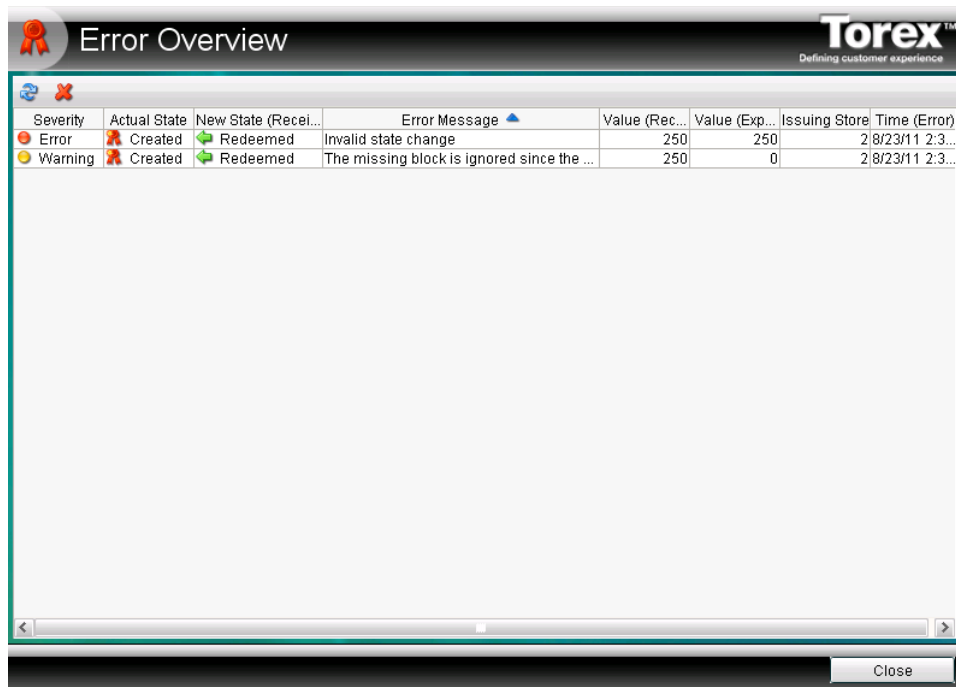 Error Overview
Torex™
Defining customer experience
Severity Actual State New State (Recei... Error Message Value (Rec... Value (Exp... Issuing Store Time (Error)
Error Created Redeemed Invalid state change 250 250 2 8/23/11 2:3...
Warning Created Redeemed The missing block is ignored since the ... 250 0 2 8/23/11 2:3...
Close